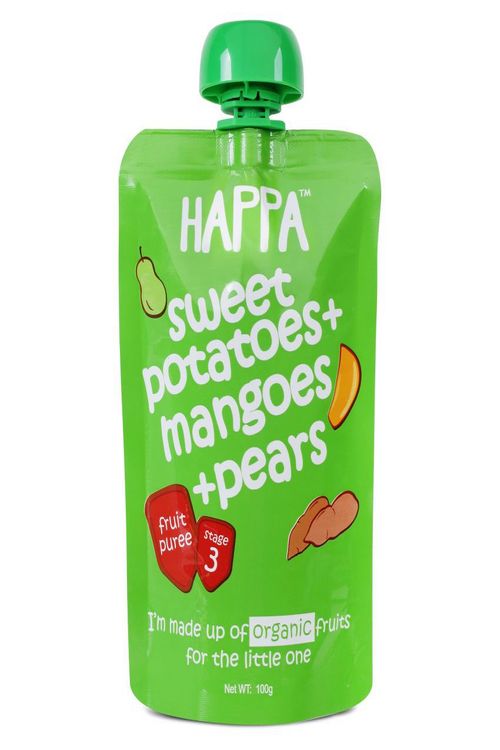 HAPPA™
sweet
potatoes+
mangoes
+pears
fruit
puree
stage
3
I'm made up of organic fruits
for the little one
Net WT: 100g